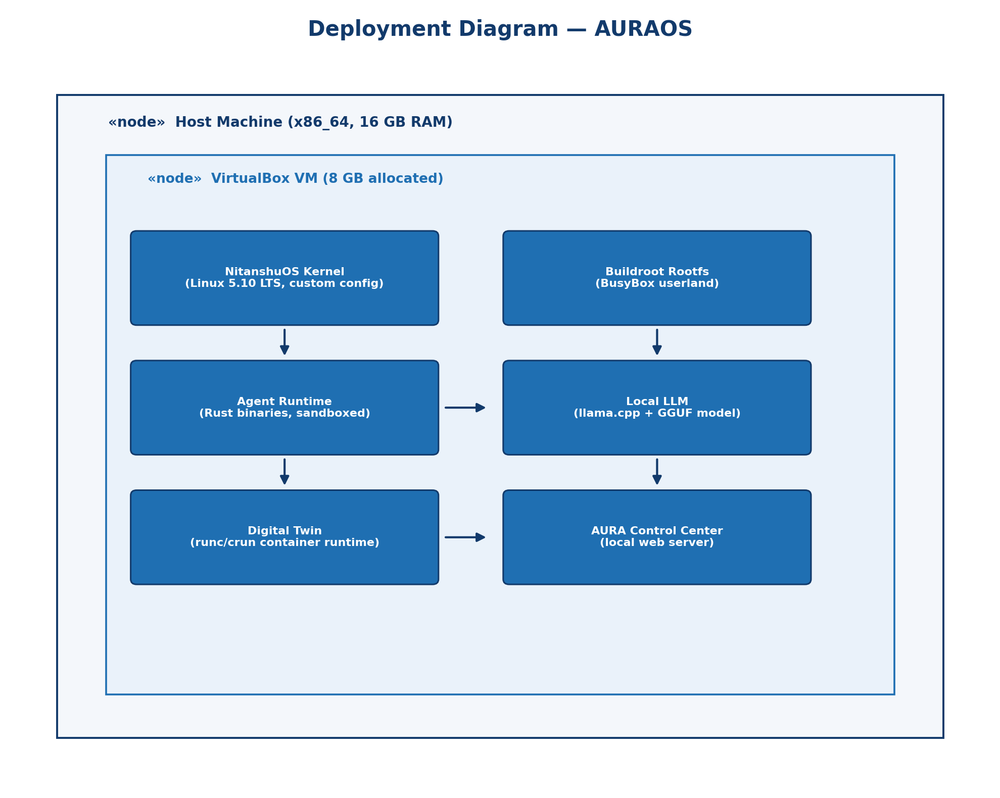 Deployment Diagram — AURAOS
«node»  Host Machine (x86_64, 16 GB RAM)
«node»  VirtualBox VM (8 GB allocated)
NitanshuOS Kernel
(Linux 5.10 LTS, custom config)
Buildroot Rootfs
(BusyBox userland)
Agent Runtime
(Rust binaries, sandboxed)
Local LLM
(llama.cpp + GGUF model)
Digital Twin
(runc/crun container runtime)
AURA Control Center
(local web server)